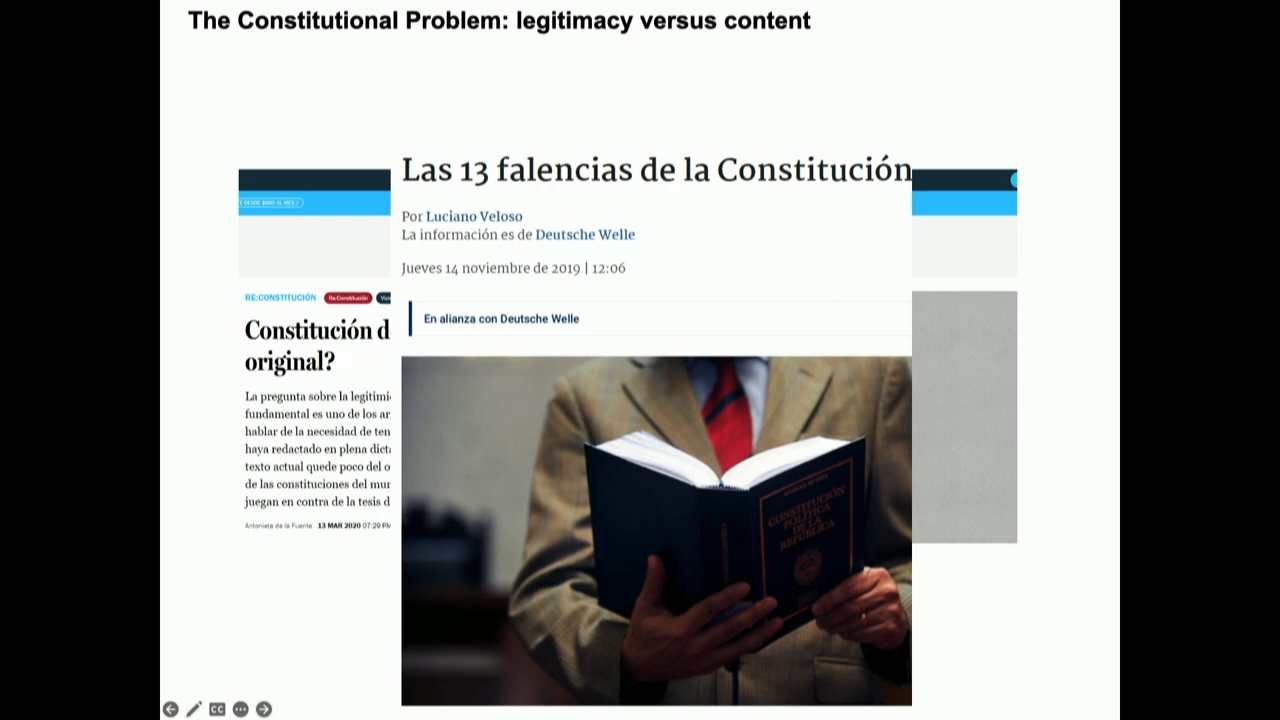 The Constitutional Problem: legitimacy versus content
Las 13 falencias de la Constitución
Por Luciano Veloso
La información es de Deutsche Welle
Jueves 14 noviembre de 2019 | 12:06
En alianza con Deutsche Welle
RE:CONSTITUCIÓN
Re:Constitución
Constitución d
original?
La pregunta sobre la legitimi
fundamental es uno de los ar
hablar de la necesidad de ten
haya redactado en plena dict
texto actual quede poco del o
de las constituciones del mun
juegan en contra de la tesis d
Antonieta de la Fuente 13 MAR 2020 07:29 PM
CONSTITUCIÓN
POLÍTICA
DE LA
REPÚBLICA
CC